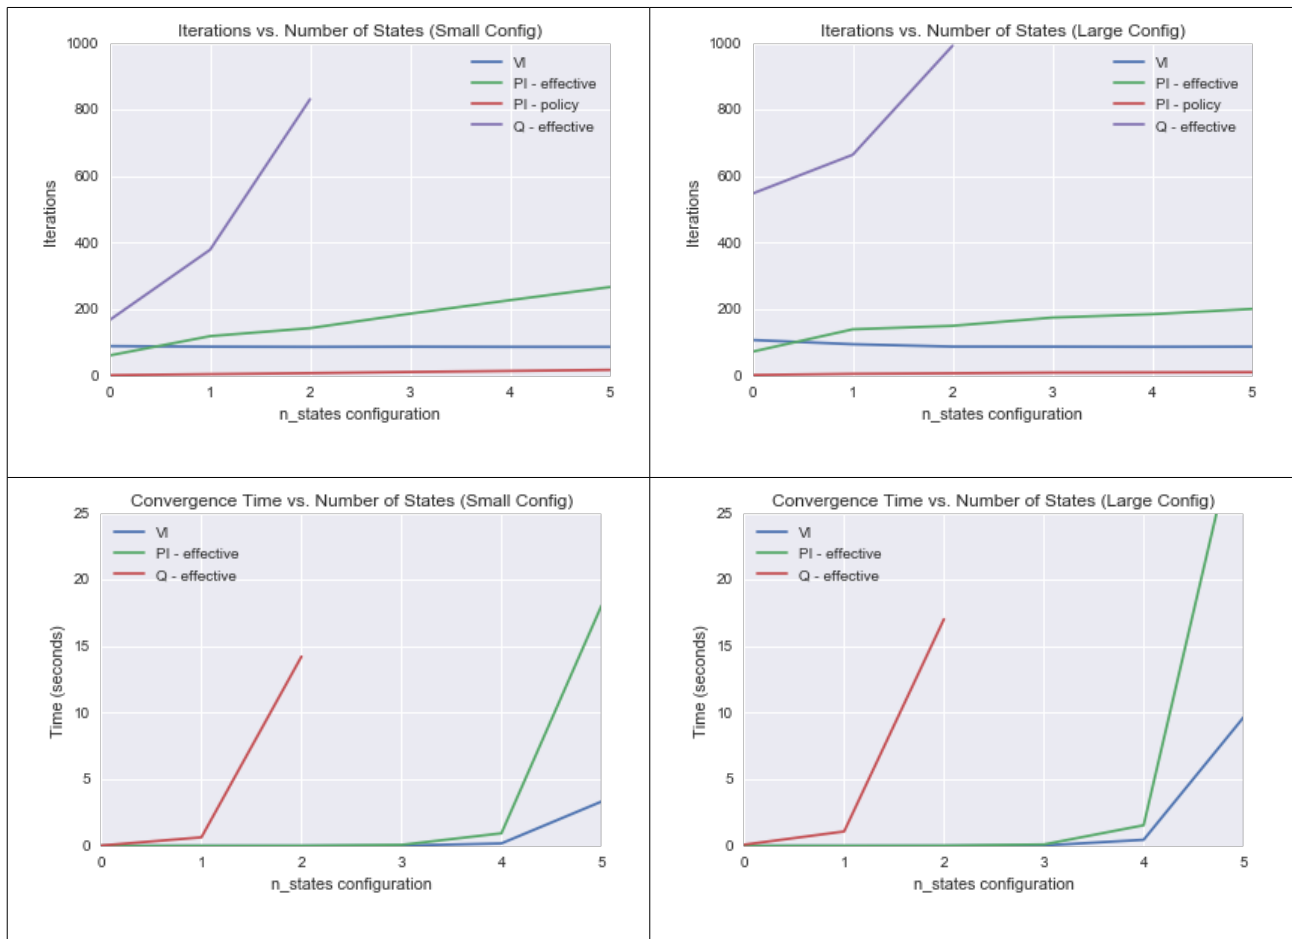 Iterations vs. Number of States (Small Config)
1000
800
600
400
200
0
Iterations
VI
PI - effective
PI - policy
Q - effective
0 1 2 3 4 5
n_states configuration
Iterations vs. Number of States (Large Config)
1000
800
600
400
200
0
Iterations
VI
PI - effective
PI - policy
Q - effective
0 1 2 3 4 5
n_states configuration
Convergence Time vs. Number of States (Small Config)
25
20
15
10
5
0
Time (seconds)
VI
PI - effective
Q - effective
0 1 2 3 4 5
n_states configuration
Convergence Time vs. Number of States (Large Config)
25
20
15
10
5
0
Time (seconds)
VI
PI - effective
Q - effective
0 1 2 3 4 5
n_states configuration